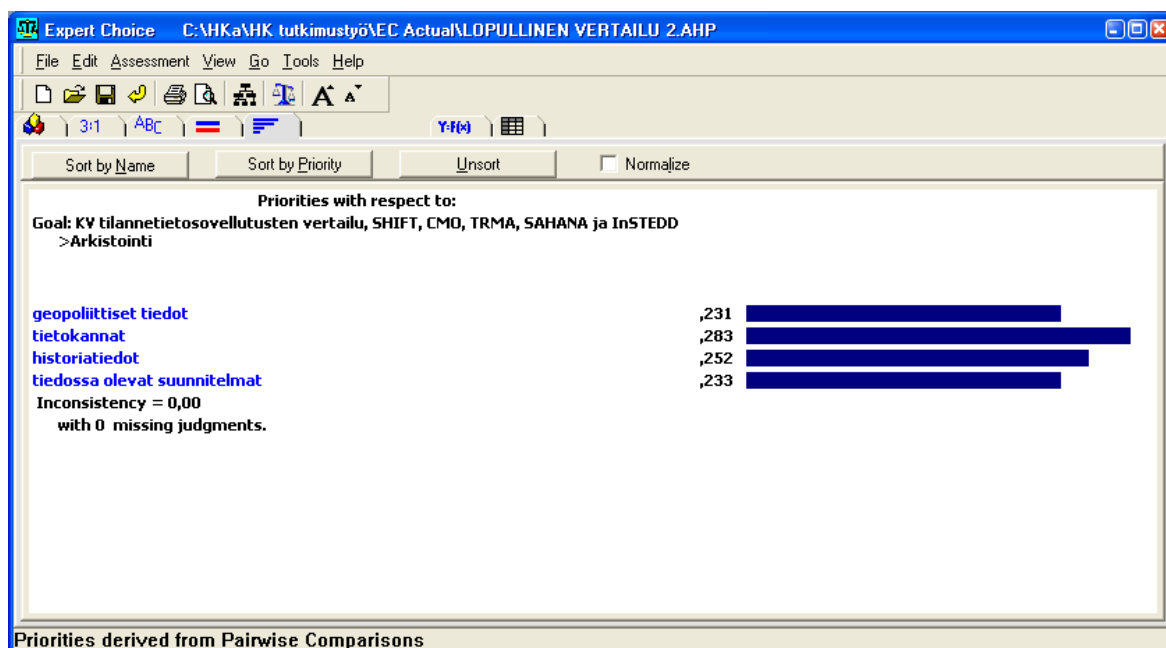 Expert Choice C:\HKa\HK tutkimustyö\EC Actual\LOPULLINEN VERTAILU 2.AHP
File Edit Assessment View Go Tools Help
A A
3:1 ABC Y=F(x)
Sort by Name Sort by Priority Unsort Normalize
Priorities with respect to:
Goal: KV tilannetietosovellutusten vertailu, SHIFT, CMO, TRMA, SAHANA ja InSTEDD
>Arkistointi
geopoliittiset tiedot ,231
tietokannat ,283
historiatiedot ,252
tiedossa olevat suunnitelmat ,233
Inconsistency = 0,00
with 0 missing judgments.
Priorities derived from Pairwise Comparisons